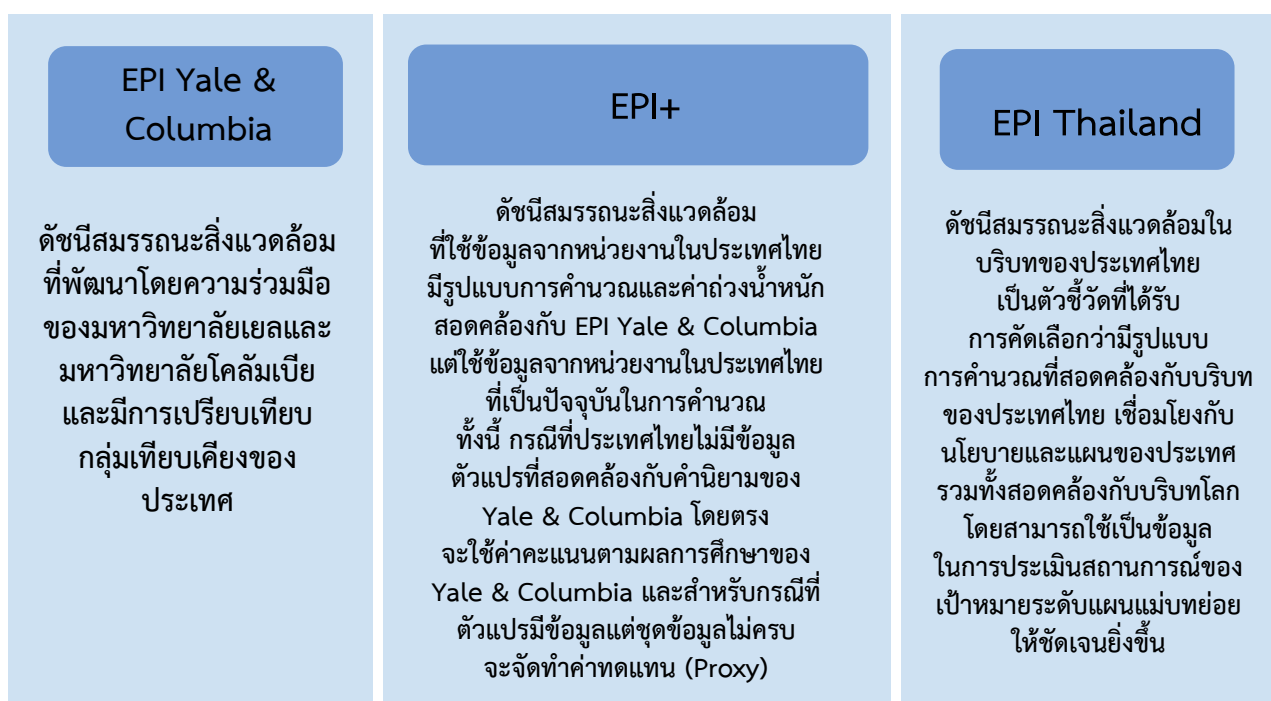 EPI Yale &
Columbia
ดัชนีสมรรถนะสิ่งแวดล้อม
ที่พัฒนาโดยความร่วมมือ
ของมหาวิทยาลัยเยลและ
มหาวิทยาลัยโคลัมเบีย
และมีการเปรียบเทียบ
กลุ่มเทียบเคียงของ
ประเทศ
EPI+
ดัชนีสมรรถนะสิ่งแวดล้อม
ที่ใช้ข้อมูลจากหน่วยงานในประเทศไทย
มีรูปแบบการคำนวณและค่าถ่วงน้ำหนัก
สอดคล้องกับ EPI Yale & Columbia
แต่ใช้ข้อมูลจากหน่วยงานในประเทศไทย
ที่เป็นปัจจุบันในการคำนวณ
ทั้งนี้ กรณีที่ประเทศไทยไม่มีข้อมูล
ตัวแปรที่สอดคล้องกับคำนิยามของ
Yale & Columbia โดยตรง
จะใช้ค่าคะแนนตามผลการศึกษาของ
Yale & Columbia และสำหรับกรณีที่
ตัวแปรมีข้อมูลแต่ชุดข้อมูลไม่ครบ
จะจัดทำค่าทดแทน (Proxy)
EPI Thailand
ดัชนีสมรรถนะสิ่งแวดล้อมใน
บริบทของประเทศไทย
เป็นตัวชี้วัดที่ได้รับ
การคัดเลือกว่ามีรูปแบบ
การคำนวณที่สอดคล้องกับบริบท
ของประเทศไทย เชื่อมโยงกับ
นโยบายและแผนของประเทศ
รวมทั้งสอดคล้องกับบริบทโลก
โดยสามารถใช้เป็นข้อมูล
ในการประเมินสถานการณ์ของ
เป้าหมายระดับแผนแม่บทย่อย
ให้ชัดเจนยิ่งขึ้น